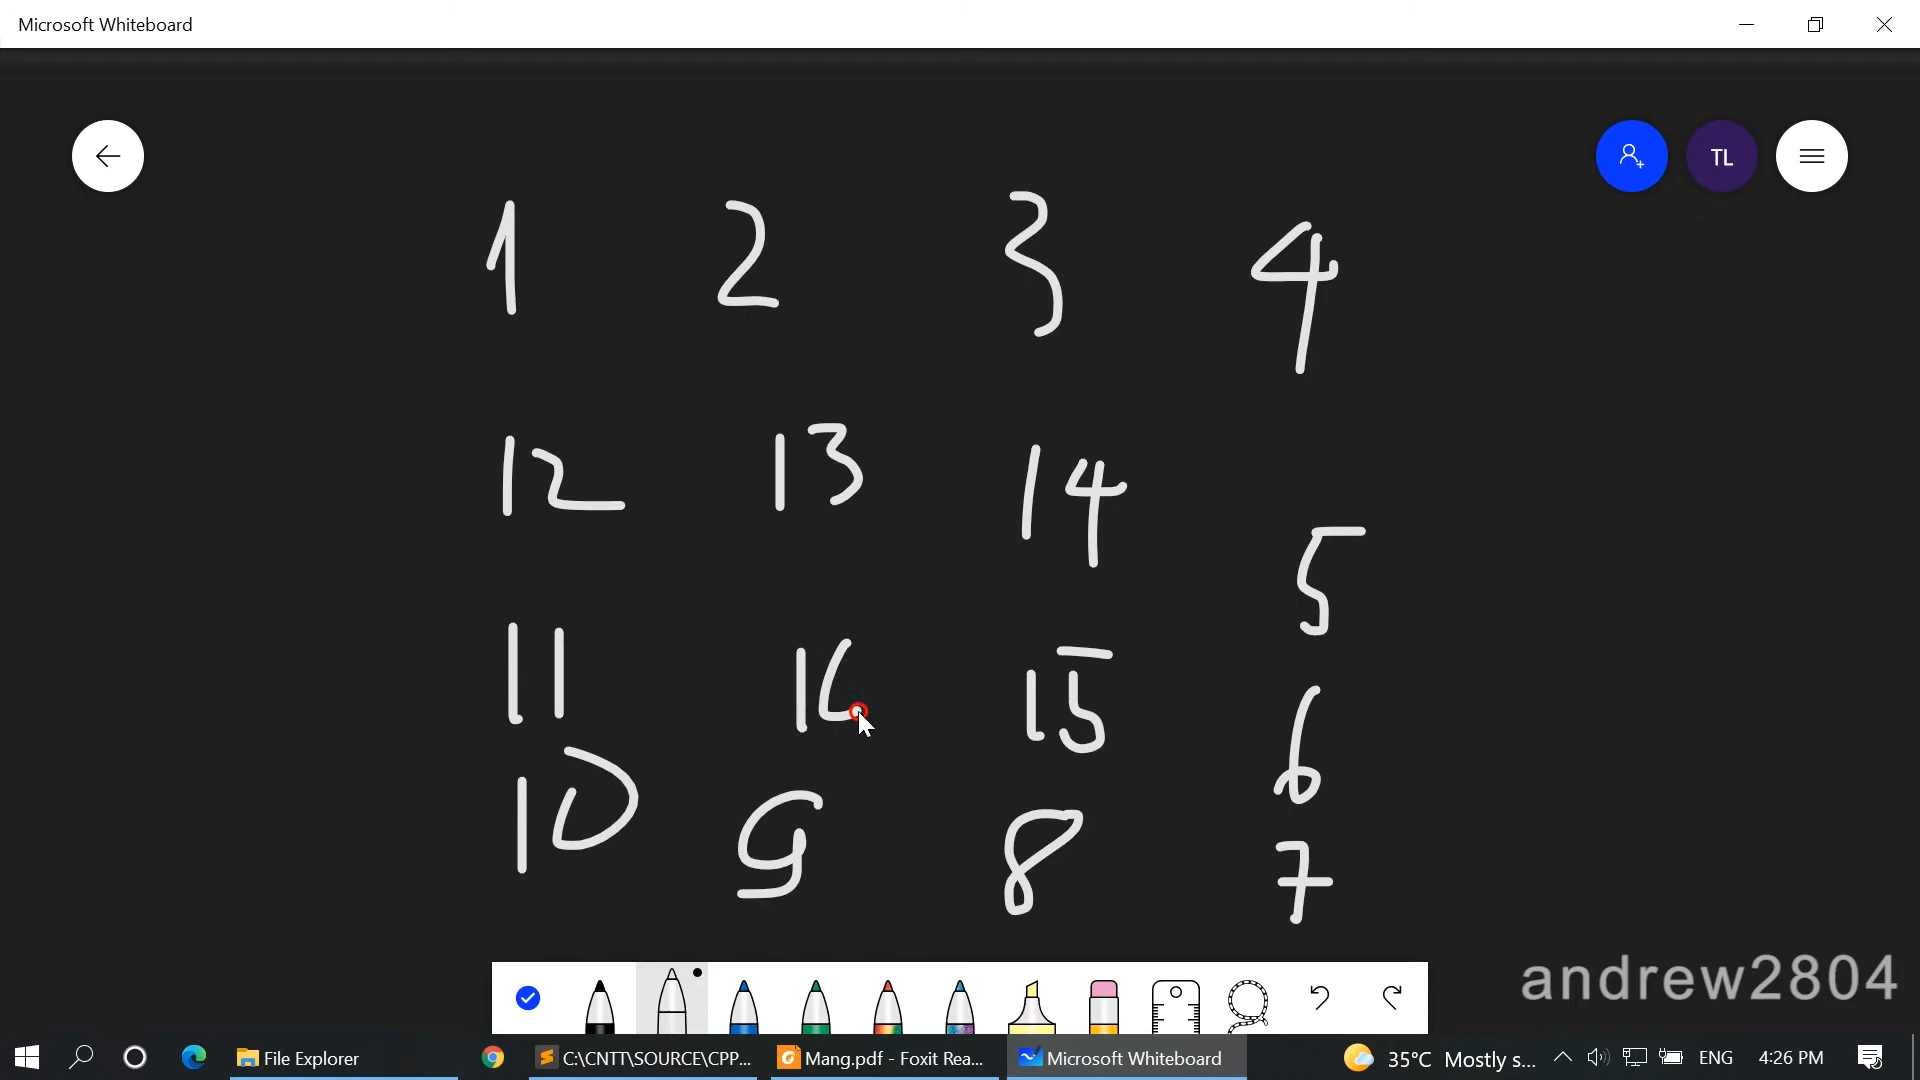 Microsoft Whiteboard
TL
1 2 3 4
12 13 14 5
11 16 15 6
10 9 8 7
andrew2804
File Explorer C:\CNTT\SOURCE\CPP... Mang.pdf - Foxit Rea... Microsoft Whiteboard 35°C Mostly s... ENG 4:26 PM